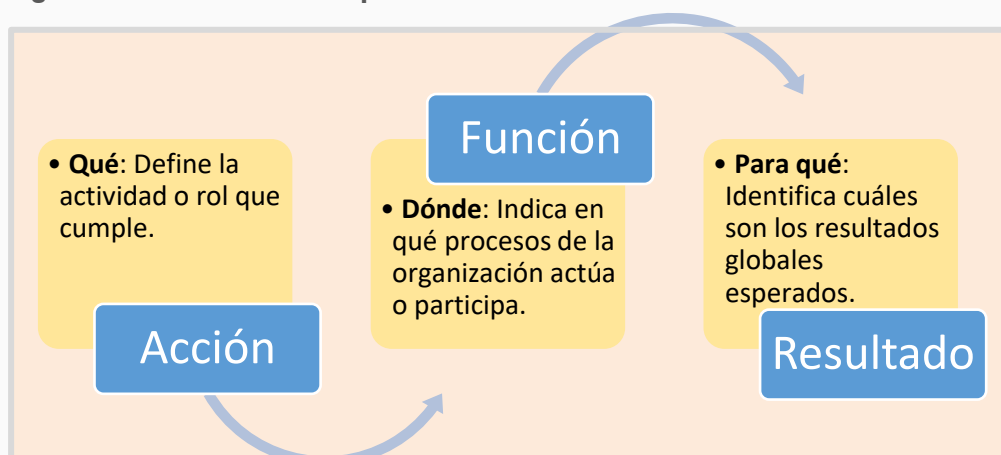 • Qué: Define la
actividad o rol que
cumple.
Acción
Función
• Dónde: Indica en
qué procesos de la
organización actúa
o participa.
• Para qué:
Identifica cuáles
son los resultados
globales
esperados.
Resultado